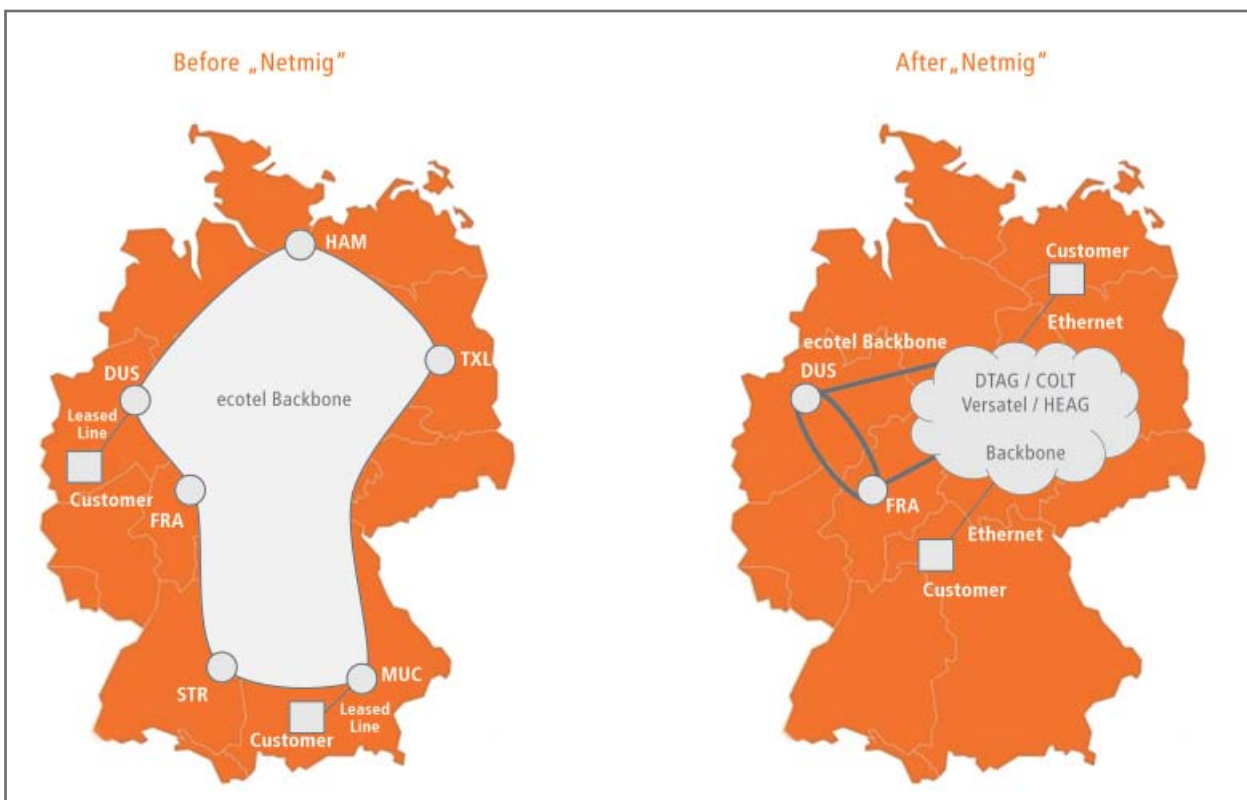 Before „Netmig“
HAM
TXL
DUS
ecotel Backbone
Leased
Line
Customer
FRA
STR
MUC
Leased
Line
Customer
After „Netmig“
Customer
Ethernet
ecotel Backbone
DUS
DTAG / COLT
Versatel / HEAG
Backbone
FRA
Ethernet
Customer